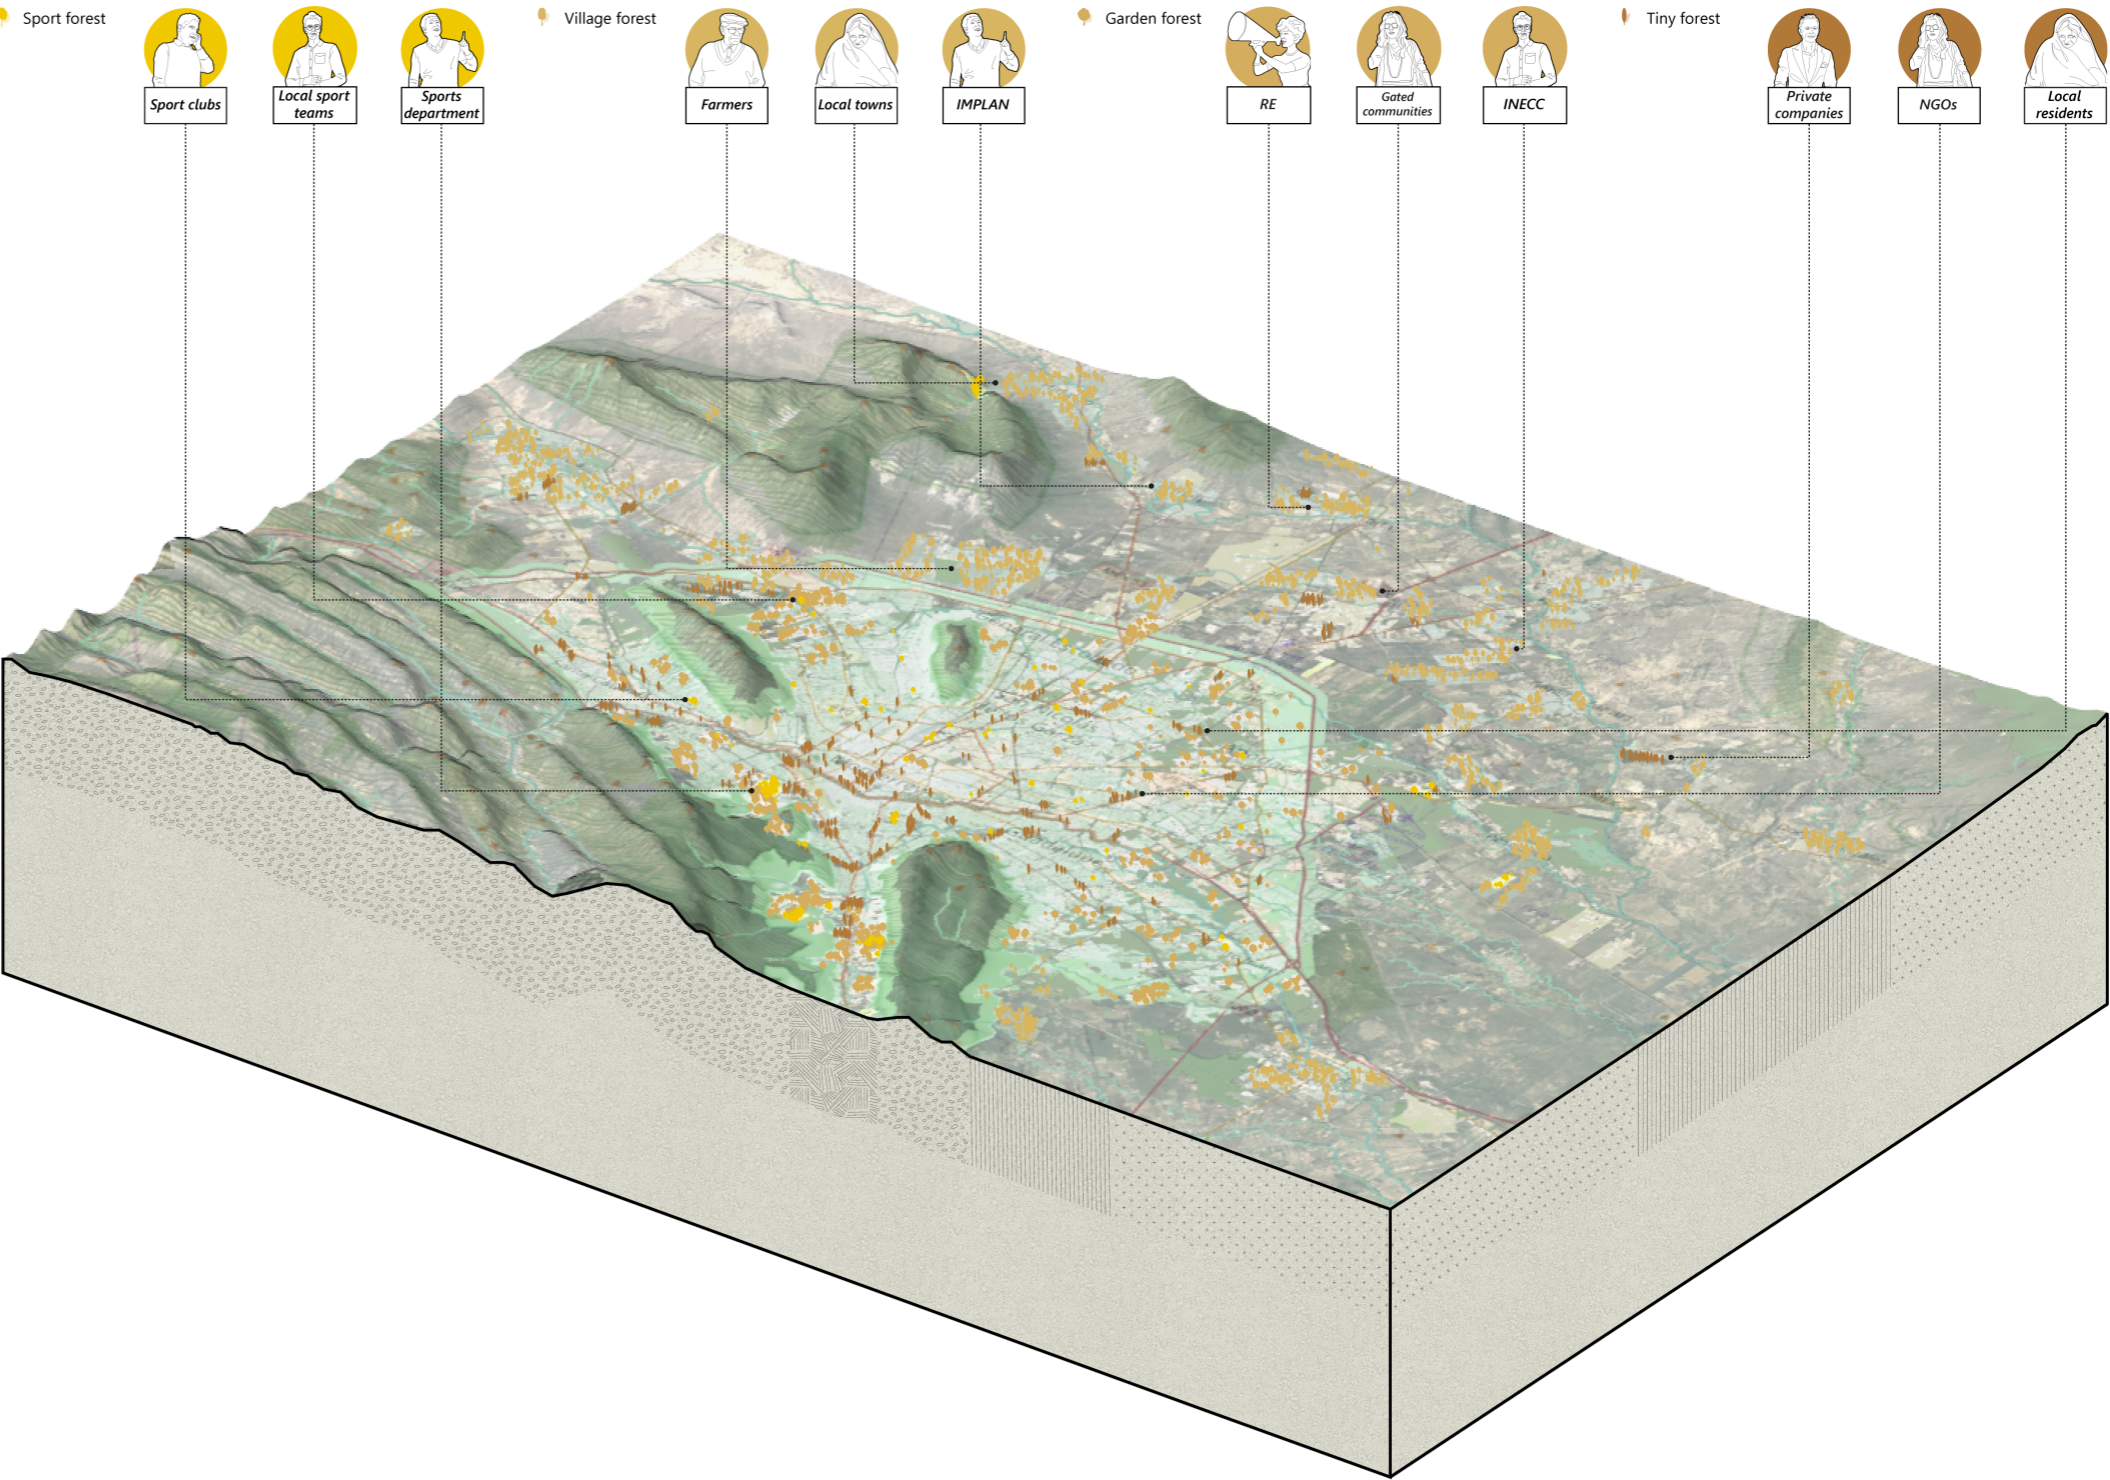 Sport forest
Village forest
Garden forest
Tiny forest
Sport clubs
Local sport
teams
Sports
department
Farmers
Local towns
IMPLAN
RE
Gated
communities
INECC
Private
companies
NGOs
Local
residents